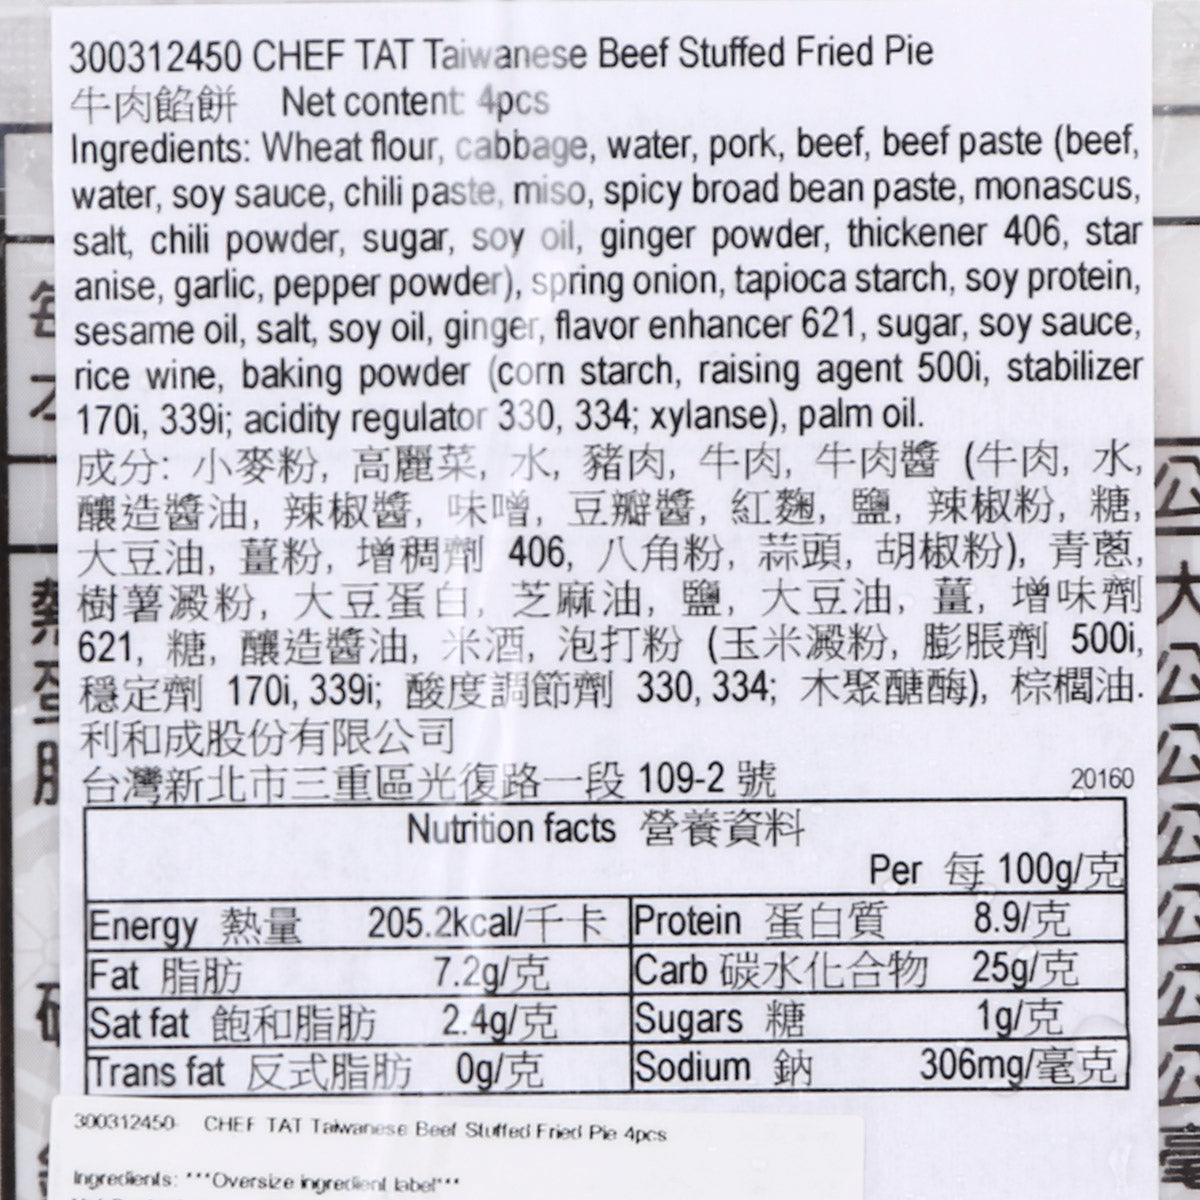 300312450 CHEF TAT Taiwanese Beef Stuffed Fried Pie
牛肉餡餅 Net content: 4pcs
Ingredients: Wheat flour, cabbage, water, pork, beef, beef paste (beef,
water, soy sauce, chili paste, miso, spicy broad bean paste, monascus,
salt, chili powder, sugar, soy oil, ginger powder, thickener 406, star
anise, garlic, pepper powder), spring onion, tapioca starch, soy protein,
sesame oil, salt, soy oil, ginger, flavor enhancer 621, sugar, soy sauce,
rice wine, baking powder (corn starch, raising agent 500i, stabilizer
170i, 339i; acidity regulator 330, 334; xylanse), palm oil.
成分: 小麥粉, 高麗菜, 水, 豬肉, 牛肉, 牛肉醬 (牛肉, 水,
釀造醬油, 辣椒醬, 味噌, 豆瓣醬, 紅麴, 鹽, 辣椒粉, 糖,
大豆油, 薑粉, 增稠劑 406, 八角粉, 蒜頭, 胡椒粉), 青蔥,
樹薯澱粉, 大豆蛋白, 芝麻油, 鹽, 大豆油, 薑, 增味劑
621, 糖, 釀造醬油, 米酒, 泡打粉 (玉米澱粉, 膨脹劑 500i,
穩定劑 170i, 339i; 酸度調節劑 330, 334; 木聚醣酶), 棕櫚油.
利和成股份有限公司
台灣新北市三重區光復路一段 109-2 號 20160
Nutrition facts 營養資料
Per 每 100g/克
Energy 熱量 205.2kcal/千卡 Protein 蛋白質 8.9/克
Fat 脂肪 7.2g/克 Carb 碳水化合物 25g/克
Sat fat 飽和脂肪 2.4g/克 Sugars 糖 1g/克
Trans fat 反式脂肪 0g/克 Sodium 鈉 306mg/毫克
300312450- CHEF TAT Taiwanese Beef Stuffed Fried Pie 4pcs
Ingredients: ***Oversize ingredient label***